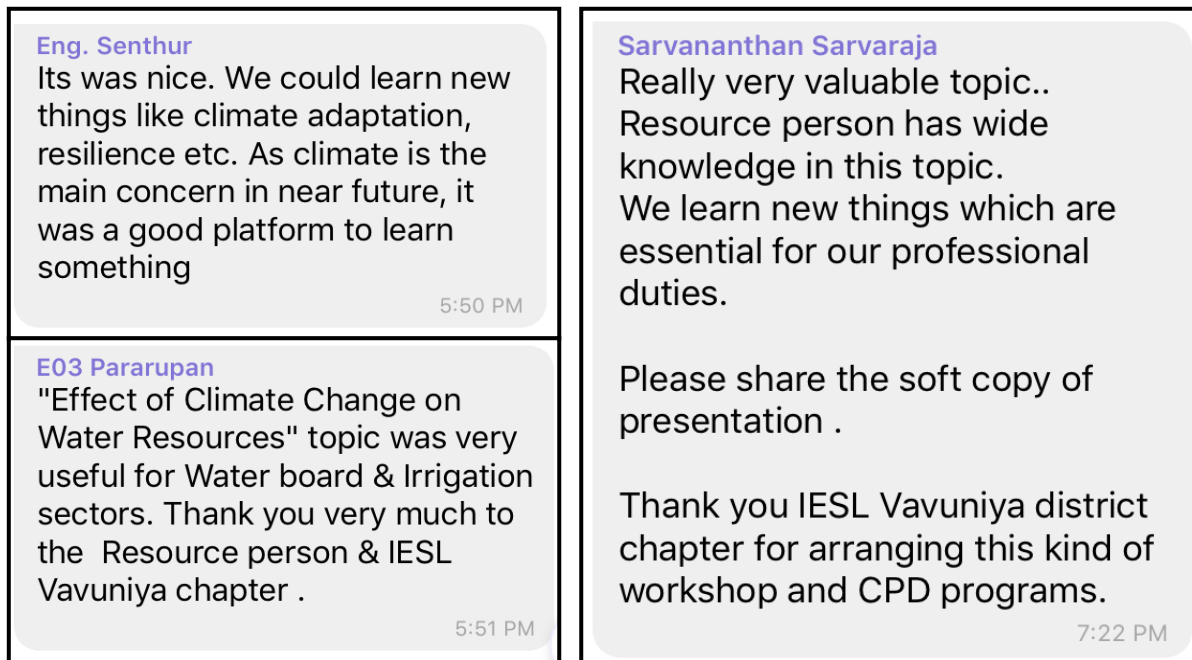 Eng. Senthur
Its was nice. We could learn new
things like climate adaptation,
resilience etc. As climate is the
main concern in near future, it
was a good platform to learn
something
5:50 PM
E03 Pararupan
"Effect of Climate Change on
Water Resources" topic was very
useful for Water board & Irrigation
sectors. Thank you very much to
the  Resource person & IESL
Vavuniya chapter .
5:51 PM
Sarvananthan Sarvaraja
Really very valuable topic..
Resource person has wide
knowledge in this topic.
We learn new things which are
essential for our professional
duties.
Please share the soft copy of
presentation .
Thank you IESL Vavuniya district
chapter for arranging this kind of
workshop and CPD programs.
7:22 PM